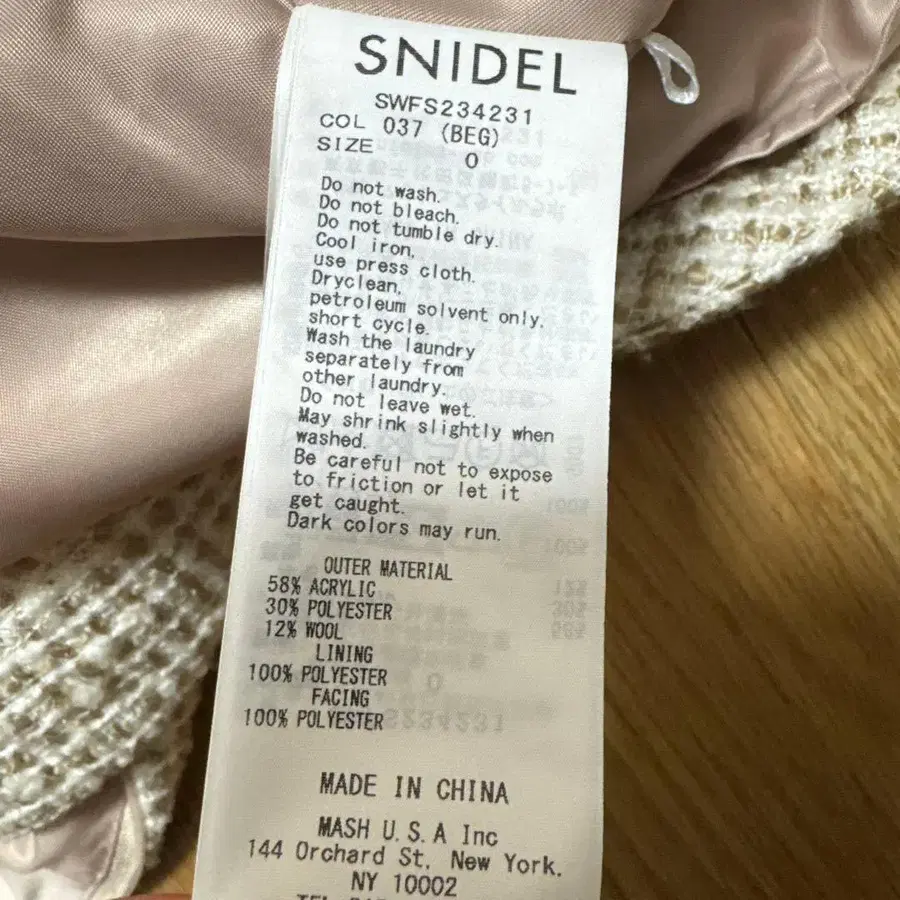 SNIDEL
SWFS234231
COL 037 (BEG)
SIZE 0
Do not wash.
Do not bleach.
Do not tumble dry.
Cool iron,
use press cloth.
Dryclean,
petroleum solvent only.
short cycle.
Wash the laundry
separately from
other laundry.
Do not leave wet.
May shrink slightly when
washed.
Be careful not to expose
to friction or let it
get caught.
Dark colors may run.
OUTER MATERIAL
58% ACRYLIC
30% POLYESTER
12% WOOL
LINING
100% POLYESTER
FACING
100% POLYESTER
MADE IN CHINA
MASH U.S.A Inc
144 Orchard St. New York.
NY 10002